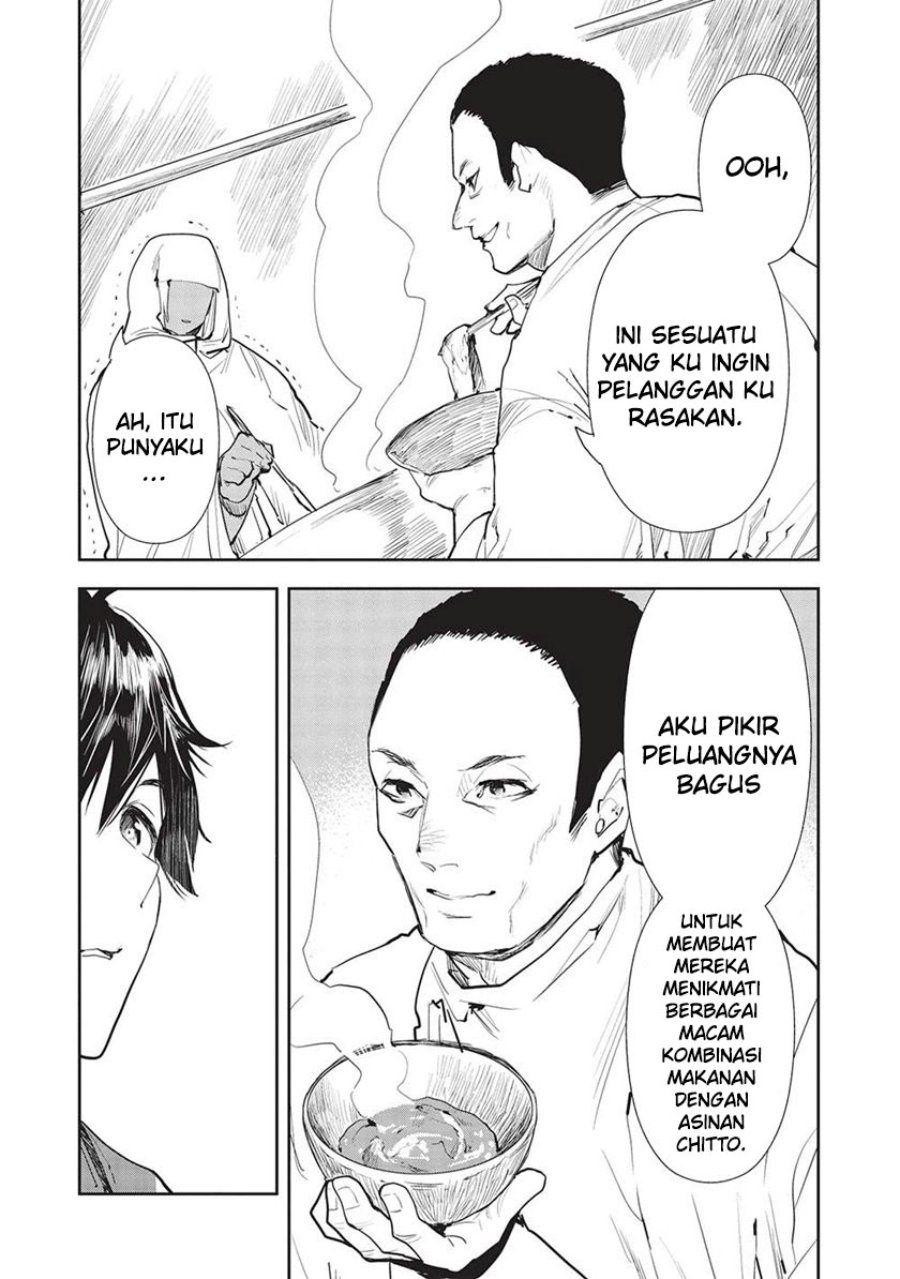 OOH,
INI SESUATU
YANG KU INGIN
PELANGGAN KU
RASAKAN.
AH, ITU
PUNYAKU
...
AKU PIKIR
PELUANGNYA
BAGUS
UNTUK
MEMBUAT
MEREKA
MENIKMATI
BERBAGAI
MACAM
KOMBINASI
MAKANAN
DENGAN
ASINAN
CHITTO.